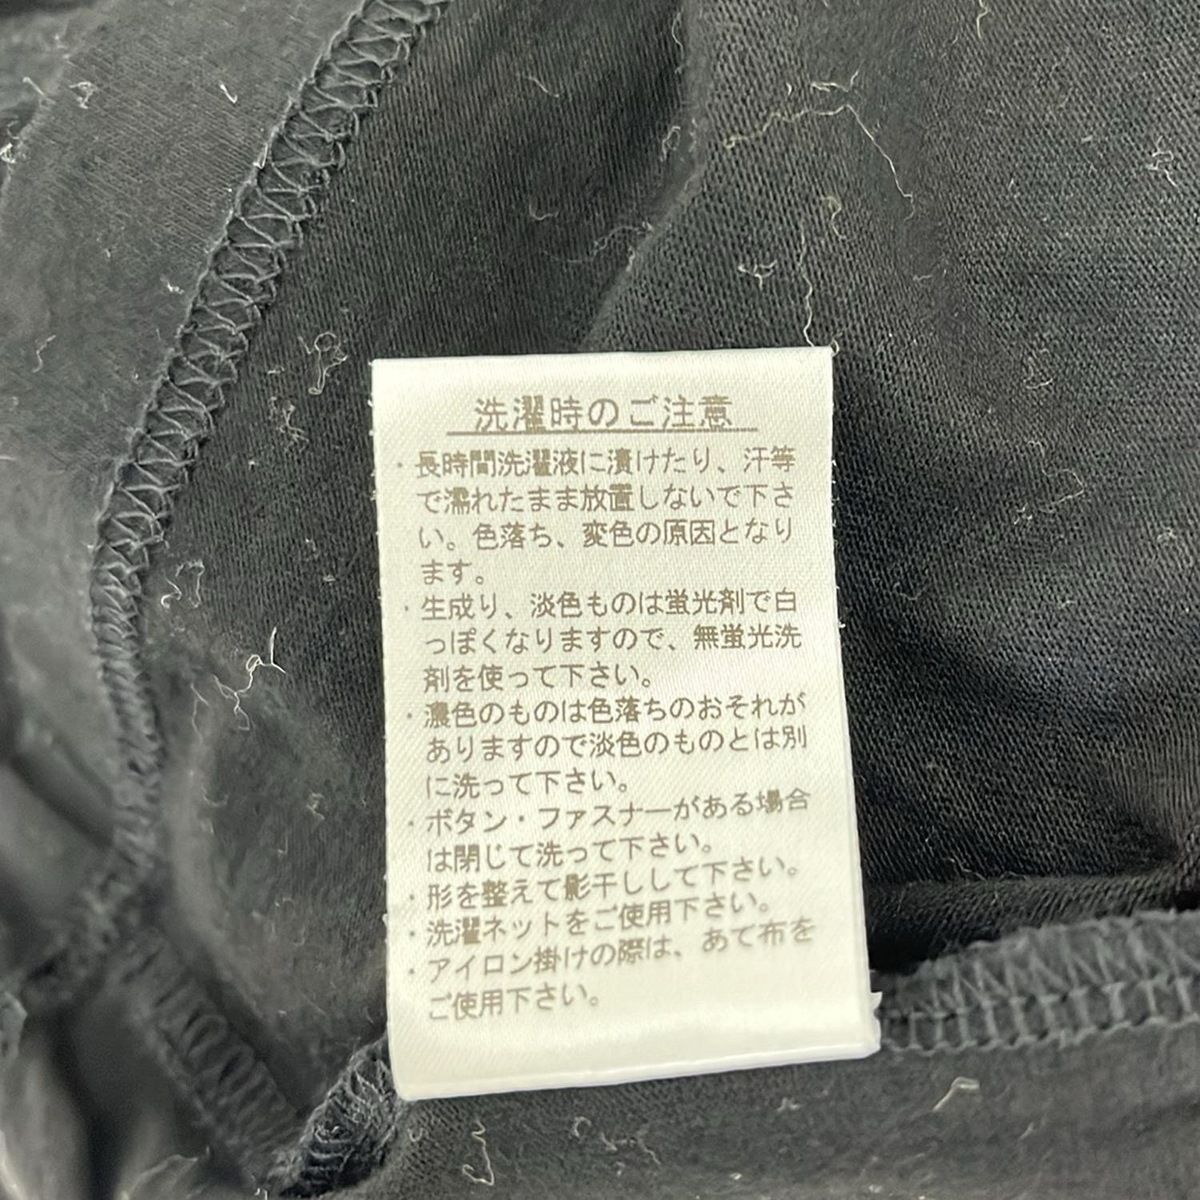 洗濯時のご注意
・長時間洗濯液に漬けたり、汗等
で濡れたまま放置しないで下さ
い。色落ち、変色の原因となり
ます。
・生成り、淡色ものは蛍光剤で白
っぽくなりますので、無蛍光洗
剤を使って下さい。
・濃色のものは色落ちのおそれが
ありますので淡色のものとは別
に洗って下さい。
・ボタン・ファスナーがある場合
は閉じて洗って下さい。
・形を整えて影干しして下さい。
・洗濯ネットをご使用下さい。
・アイロン掛けの際は、あて布を
ご使用下さい。